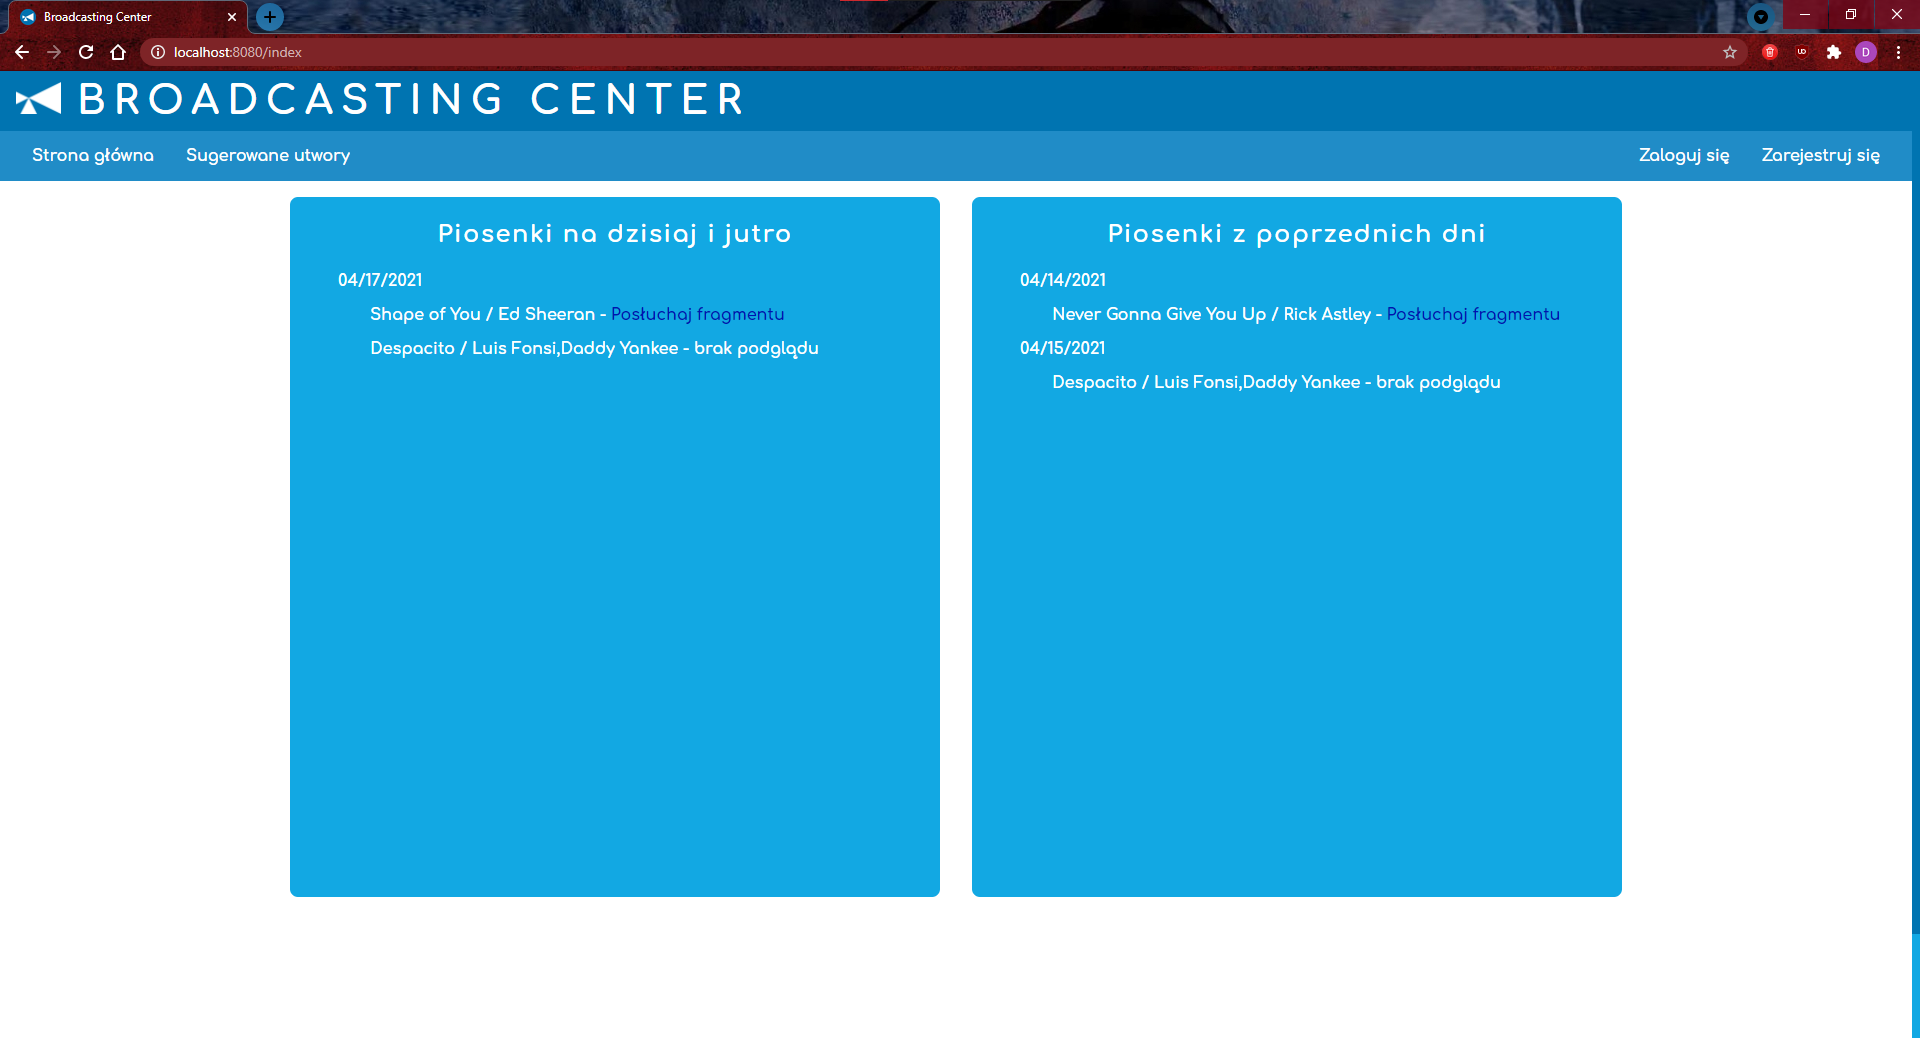 Broadcasting Center
localhost:8080/index
D
BROADCASTING CENTER
Strona główna Sugerowane utwory Zaloguj się Zarejestruj się
Piosenki na dzisiaj i jutro
04/17/2021
Shape of You / Ed Sheeran - Posłuchaj fragmentu
Despacito / Luis Fonsi,Daddy Yankee - brak podglądu
Piosenki z poprzednich dni
04/14/2021
Never Gonna Give You Up / Rick Astley - Posłuchaj fragmentu
04/15/2021
Despacito / Luis Fonsi,Daddy Yankee - brak podglądu